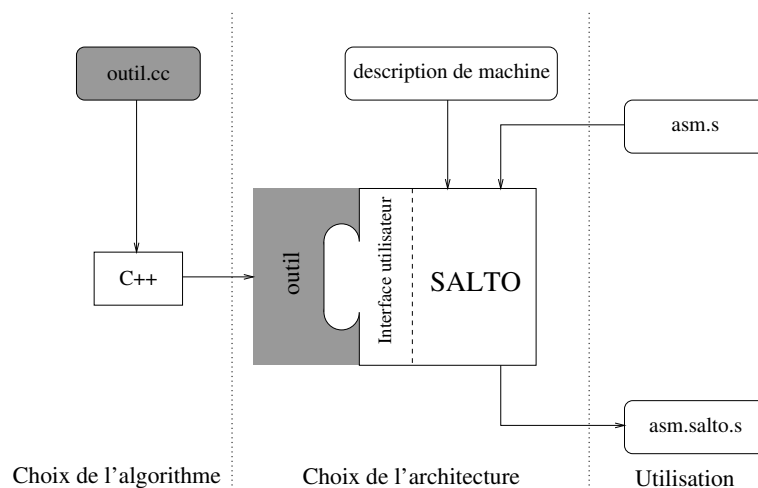 outil.cc
description de machine
asm.s
C++
outil
Interface utilisateur
SALTO
asm.salto.s
Choix de l'algorithme
Choix de l'architecture
Utilisation